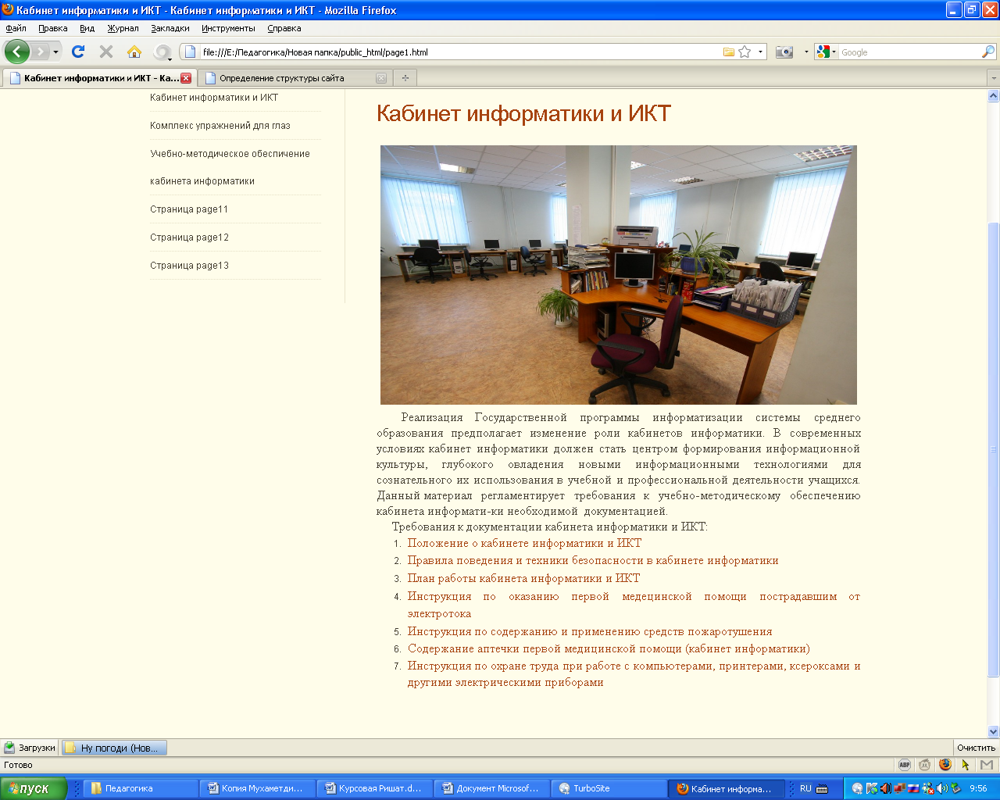 Кабинет информатики и ИКТ - Кабинет информатики и ИКТ - Mozilla Firefox
Файл Правка Вид Журнал Закладки Инструменты Справка
file:///E:/Педагогика/Новая папка/public_html/page1.html
Google
Кабинет информатики и ИКТ - Ка...
Определение структуры сайта
Кабинет информатики и ИКТ
Комплекс упражнений для глаз
Учебно-методическое обеспичение
кабинета информатики
Страница page11
Страница page12
Страница page13
Кабинет информатики и ИКТ
Реализация Государственной программы информатизации системы среднего
образования предполагает изменение роли кабинетов информатики. В современных
условиях кабинет информатики должен стать центром формирования информационной
культуры, глубокого овладения новыми информационными технологиями для
сознательного их использования в учебной и профессиональной деятельности учащихся.
Данный материал регламентирует требования к учебно-методическому обеспечению
кабинета информати-ки необходимой документацией.
Требования к документации кабинета информатики и ИКТ:
1. Положение о кабинете информатики и ИКТ
2. Правила поведения и техники безопасности в кабинете информатики
3. План работы кабинета информатики и ИКТ
4. Инструкция по оказанию первой медецинской помощи пострадавшим от
электротока
5. Инструкция по содержанию и применению средств пожаротушения
6. Содержание аптечки первой медицинской помощи (кабинет информатики)
7. Инструкция по охране труда при работе с компьютерами, принтерами, ксероксами и
другими электрическими приборами
Загрузки
Ну погоди (Нов...
Очистить
Готово
ABP
пуск
Педагогика
Копия Мухаметди...
Курсовая Ришат.d...
Документ Microsof...
TurboSite
Кабинет информа...
RU
9:56